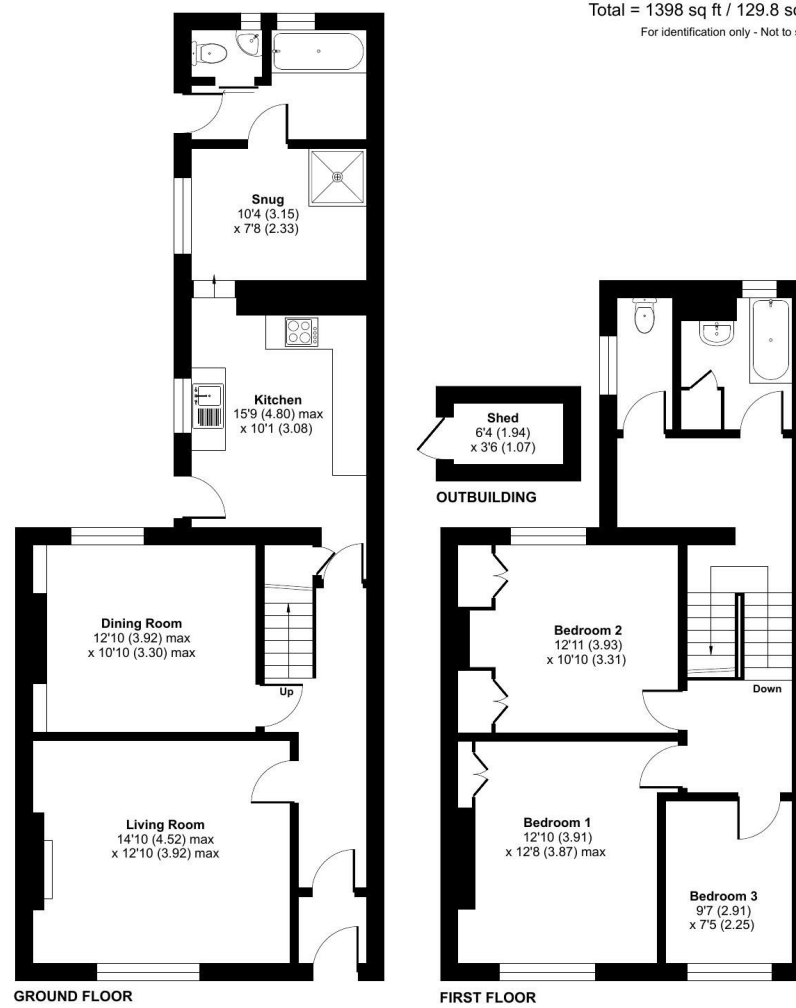 Total = 1398 sq ft / 129.8 
For identification only - Not to
Snug
10'4 (3.15)
x 7'8 (2.33)
Kitchen
15'9 (4.80) max
x 10'1 (3.08)
Shed
6'4 (1.94)
x 3'6 (1.07)
OUTBUILDING
Dining Room
12'10 (3.92) max
x 10'10 (3.30) max
Up
Bedroom 2
12'11 (3.93)
x 10'10 (3.31)
Down
Living Room
14'10 (4.52) max
x 12'10 (3.92) max
Bedroom 1
12'10 (3.91)
x 12'8 (3.87) max
Bedroom 3
9'7 (2.91)
x 7'5 (2.25)
GROUND FLOOR
FIRST FLOOR